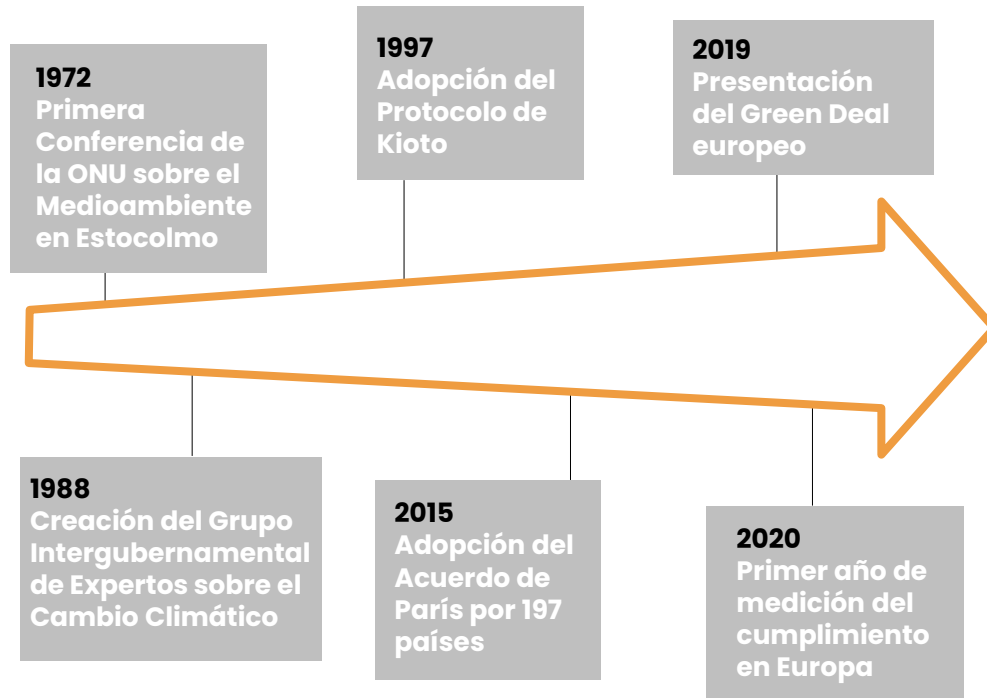 1972
Primera
Conferencia de
la ONU sobre el
Medioambiente
en Estocolmo
1988
Creación del Grupo
Intergubernamental
de Expertos sobre el
Cambio Climático
1997
Adopción del
Protocolo de
Kioto
2015
Adopción del
Acuerdo de
París por 197
países
2019
Presentación
del Green Deal
europeo
2020
Primer año de
medición del
cumplimiento
en Europa